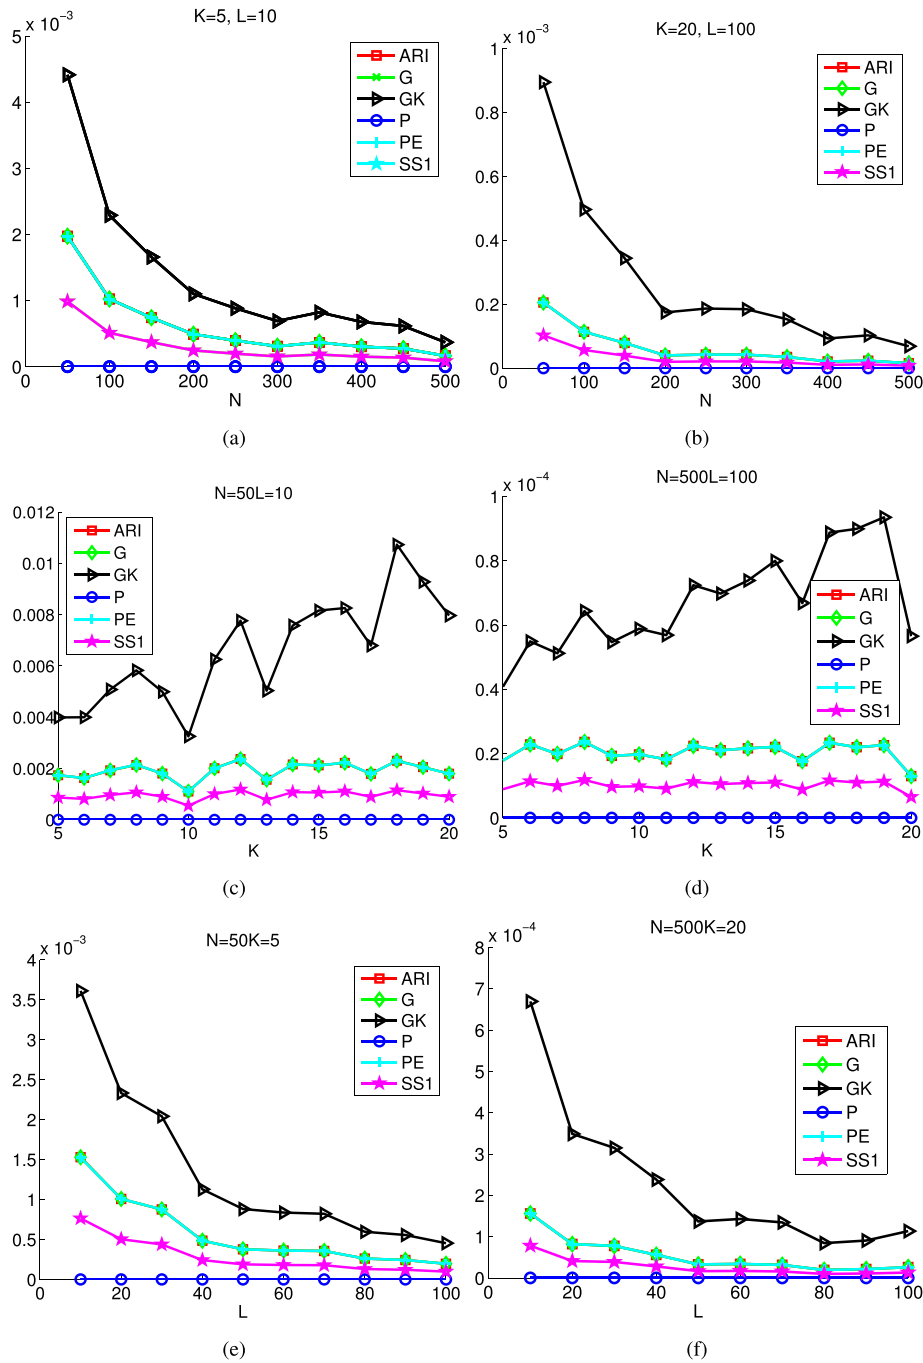 K=5, L=10
x 10⁻³
5
4
3
2
1
0
0
100
200
300
400
500
N
ARI
G
GK
P
PE
SS1
(a)
K=20, L=100
x 10⁻³
1
0.8
0.6
0.4
0.2
0
0
100
200
300
400
500
N
ARI
G
GK
P
PE
SS1
(b)
N=50L=10
0.012
0.01
0.008
0.006
0.004
0.002
0
5
10
15
20
K
ARI
G
GK
P
PE
SS1
(c)
N=500L=100
x 10⁻⁴
1
0.8
0.6
0.4
0.2
0
5
10
15
20
K
ARI
G
GK
P
PE
SS1
(d)
N=50K=5
x 10⁻³
4
3.5
3
2.5
2
1.5
1
0.5
0
0
20
40
60
80
100
L
ARI
G
GK
P
PE
SS1
(e)
N=500K=20
x 10⁻⁴
8
7
6
5
4
3
2
1
0
0
20
40
60
80
100
L
ARI
G
GK
P
PE
SS1
(f)